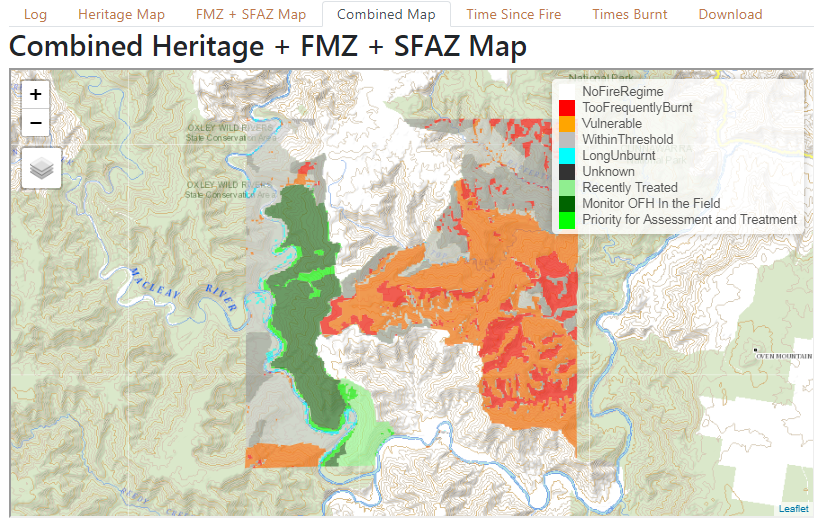 Log Heritage Map FMZ + SFAZ Map Combined Map Time Since Fire Times Burnt Download
Combined Heritage + FMZ + SFAZ Map
+
−
National Park
NoFireRegime
TooFrequentlyBurnt
Vulnerable
WithinThreshold
LongUnburnt
Unknown
Recently Treated
Monitor OFH In the Field
Priority for Assessment and Treatment
OXLEY WILD RIVERS
State Conservation Area
OXLEY WILD RIVERS
State Conservation Area
MACLEAY RIVER
OVEN MOUNTAIN
Leaflet